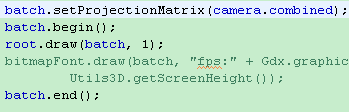 batch.setProjectionMatrix(camera.combined);
batch.begin();
root.draw(batch, 1);
bitmapFont.draw(batch, "fps:" + Gdx.graphic
Utils3D.getScreenHeight());
batch.end();